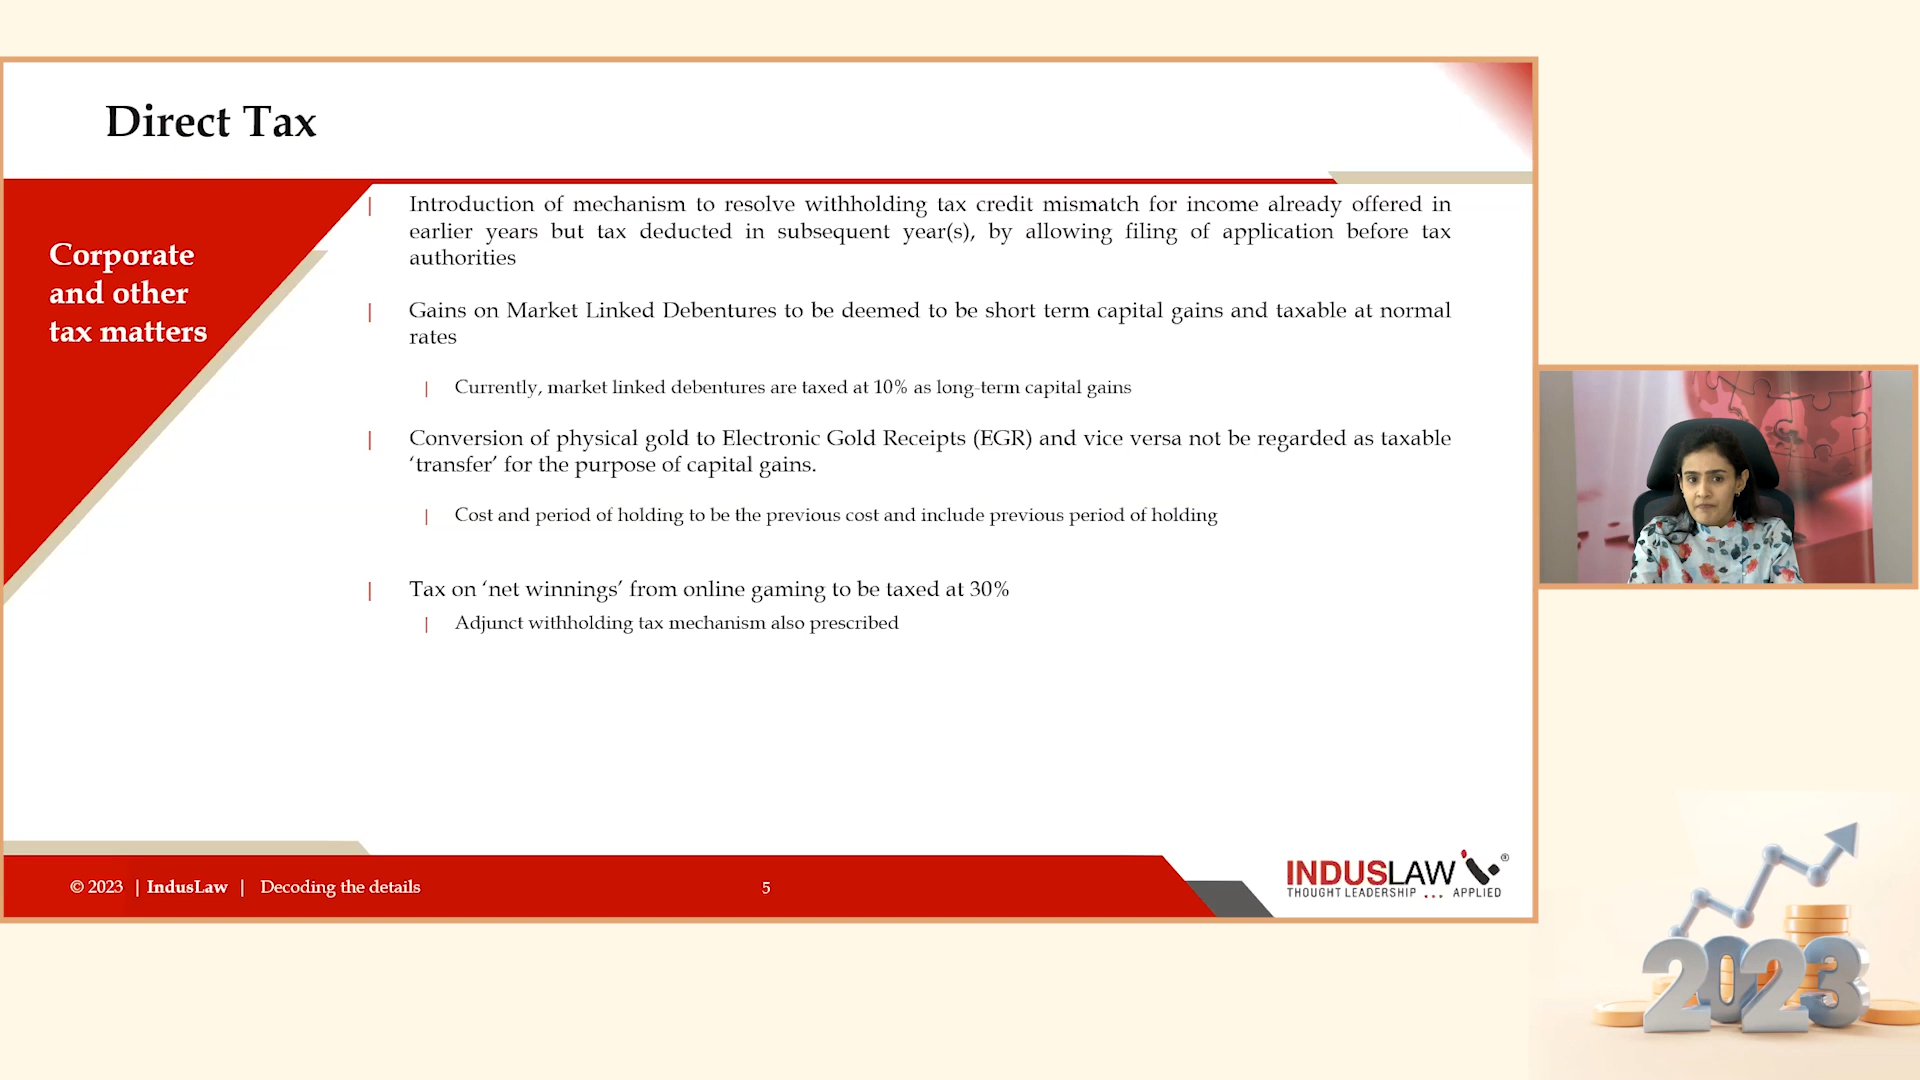 Direct Tax
Corporate
and other
tax matters
Introduction of mechanism to resolve withholding tax credit mismatch for income already offered in
earlier years but tax deducted in subsequent year(s), by allowing filing of application before tax
authorities
Gains on Market Linked Debentures to be deemed to be short term capital gains and taxable at normal
rates
Currently, market linked debentures are taxed at 10% as long-term capital gains
Conversion of physical gold to Electronic Gold Receipts (EGR) and vice versa not be regarded as taxable
‘transfer’ for the purpose of capital gains.
Cost and period of holding to be the previous cost and include previous period of holding
Tax on ‘net winnings’ from online gaming to be taxed at 30%
Adjunct withholding tax mechanism also prescribed
© 2023 | IndusLaw | Decoding the details
5
INDUSLAW ®
THOUGHT LEADERSHIP ... APPLIED
2023